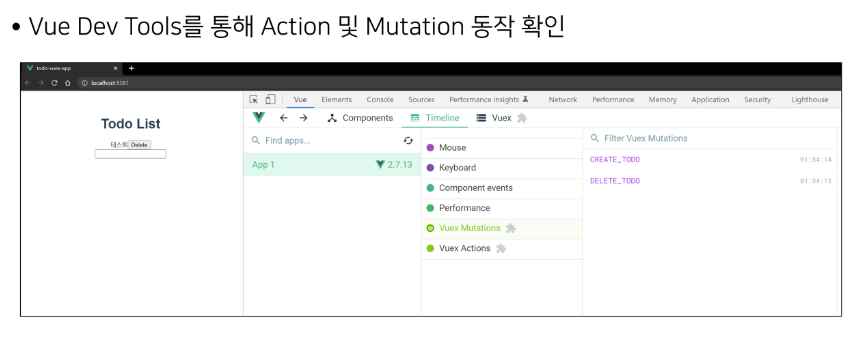 • Vue Dev Tools를 통해 Action 및 Mutation 동작 확인
todo-vuex-app
localhost:8081
Vue Elements Console Sources Performance insights Network Performance Memory Application Security Lighthouse
Components Timeline Vuex
Todo List
테스트 Delete
Find apps...
App 1 2.7.13
Mouse
Keyboard
Component events
Performance
Vuex Mutations
Vuex Actions
Filter Vuex Mutations
CREATE_TODO 01:54:14
DELETE_TODO 01:54:15